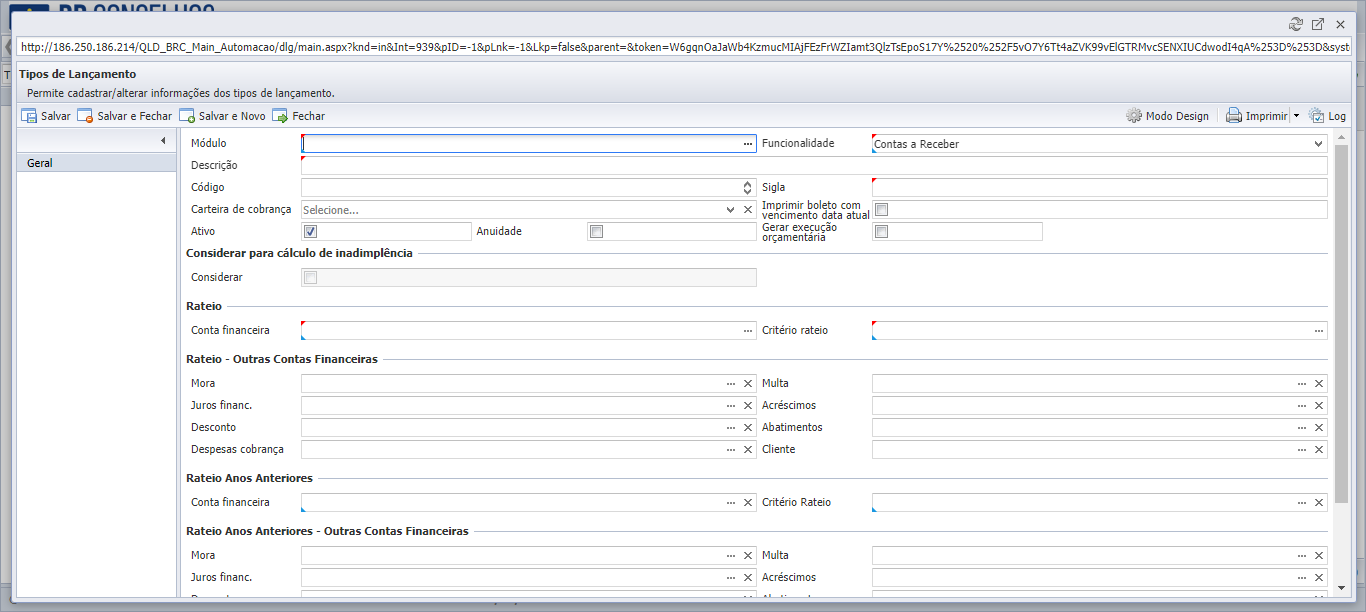 BR CONSELHOS
http://186.250.186.214/QLD_BRC_Main_Automacao/dlg/main.aspx?knd=in&Int=939&pID=-1&pLnk=-1&Lkp=false&parent=&token=W6gqnOaJaWb4KzmucMIAjFEzFrWZIamt3QlzTsEpoS17Y%2520%252F5vO7Y6Tt4aZVK99vElGTRMvcSENXIUCdwodI4qA%253D%253D&syst
Tipos de Lançamento
Permite cadastrar/alterar informações dos tipos de lançamento.
Salvar Salvar e Fechar Salvar e Novo Fechar Modo Design Imprimir Log
Geral
Módulo Funcionalidade Contas a Receber
Descrição
Código Sigla
Carteira de cobrança Selecione... Imprimir boleto com vencimento data atual
Ativo Anuidade Gerar execução orçamentária
Considerar para cálculo de inadimplência
Considerar
Rateio
Conta financeira Critério rateio
Rateio - Outras Contas Financeiras
Mora Multa
Juros financ. Acréscimos
Desconto Abatimentos
Despesas cobrança Cliente
Rateio Anos Anteriores
Conta financeira Critério Rateio
Rateio Anos Anteriores - Outras Contas Financeiras
Mora Multa
Juros financ. Acréscimos